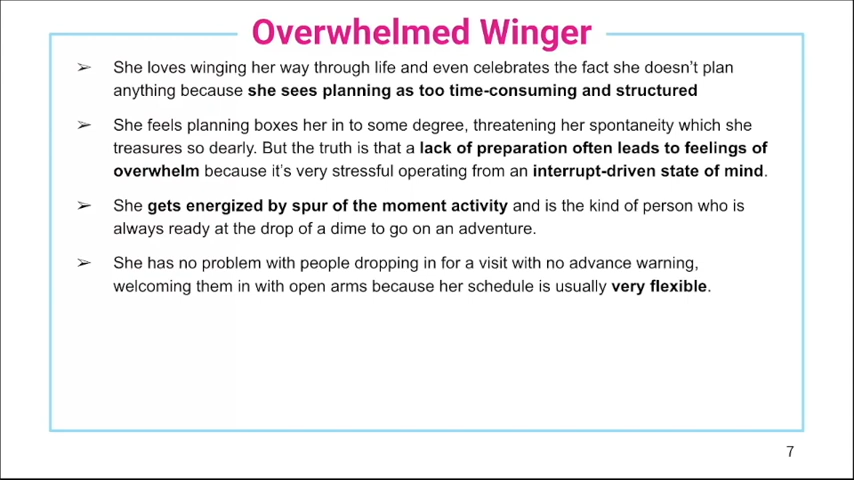 Overwhelmed Winger
➢ She loves winging her way through life and even celebrates the fact she doesn't plan
anything because she sees planning as too time-consuming and structured
➢ She feels planning boxes her in to some degree, threatening her spontaneity which she
treasures so dearly. But the truth is that a lack of preparation often leads to feelings of
overwhelm because it's very stressful operating from an interrupt-driven state of mind.
➢ She gets energized by spur of the moment activity and is the kind of person who is
always ready at the drop of a dime to go on an adventure.
➢ She has no problem with people dropping in for a visit with no advance warning,
welcoming them in with open arms because her schedule is usually very flexible.
7